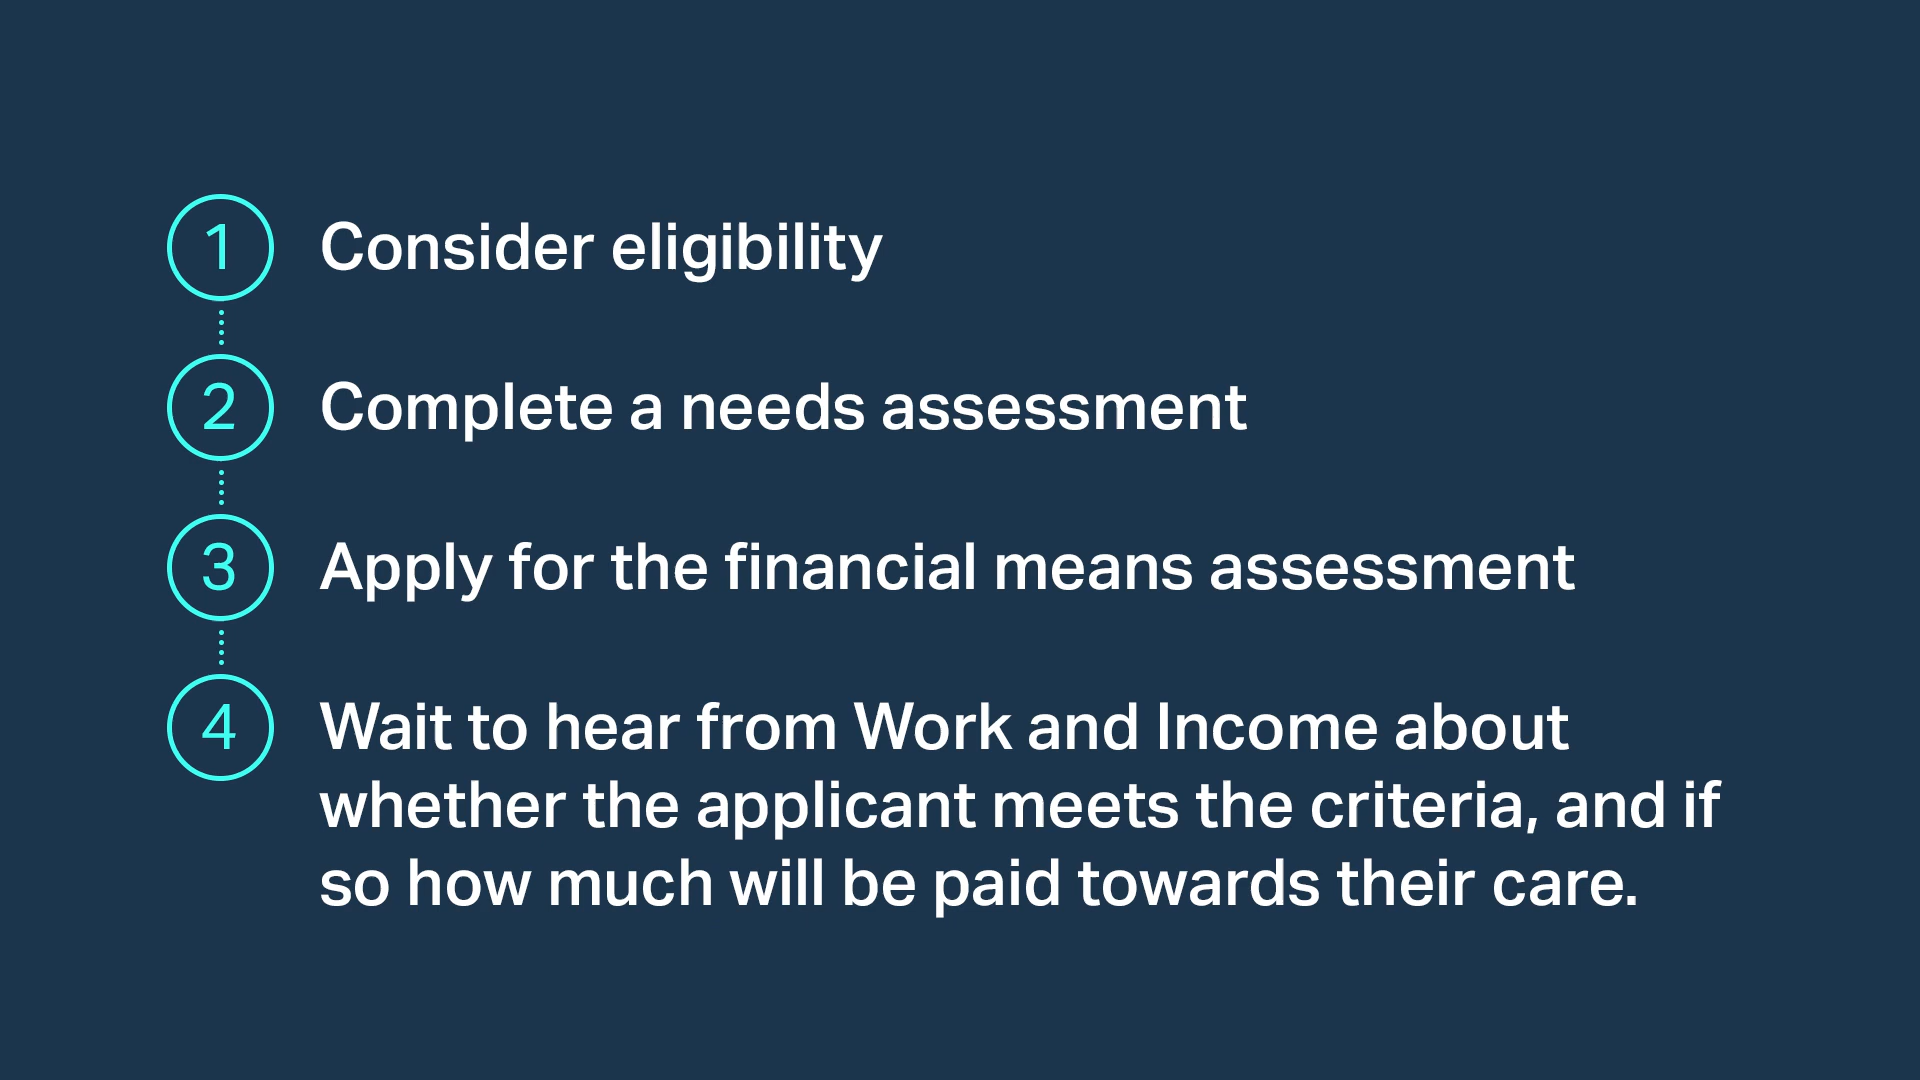 1 Consider eligibility
2 Complete a needs assessment
3 Apply for the financial means assessment
4 Wait to hear from Work and Income about
whether the applicant meets the criteria, and if
so how much will be paid towards their care.